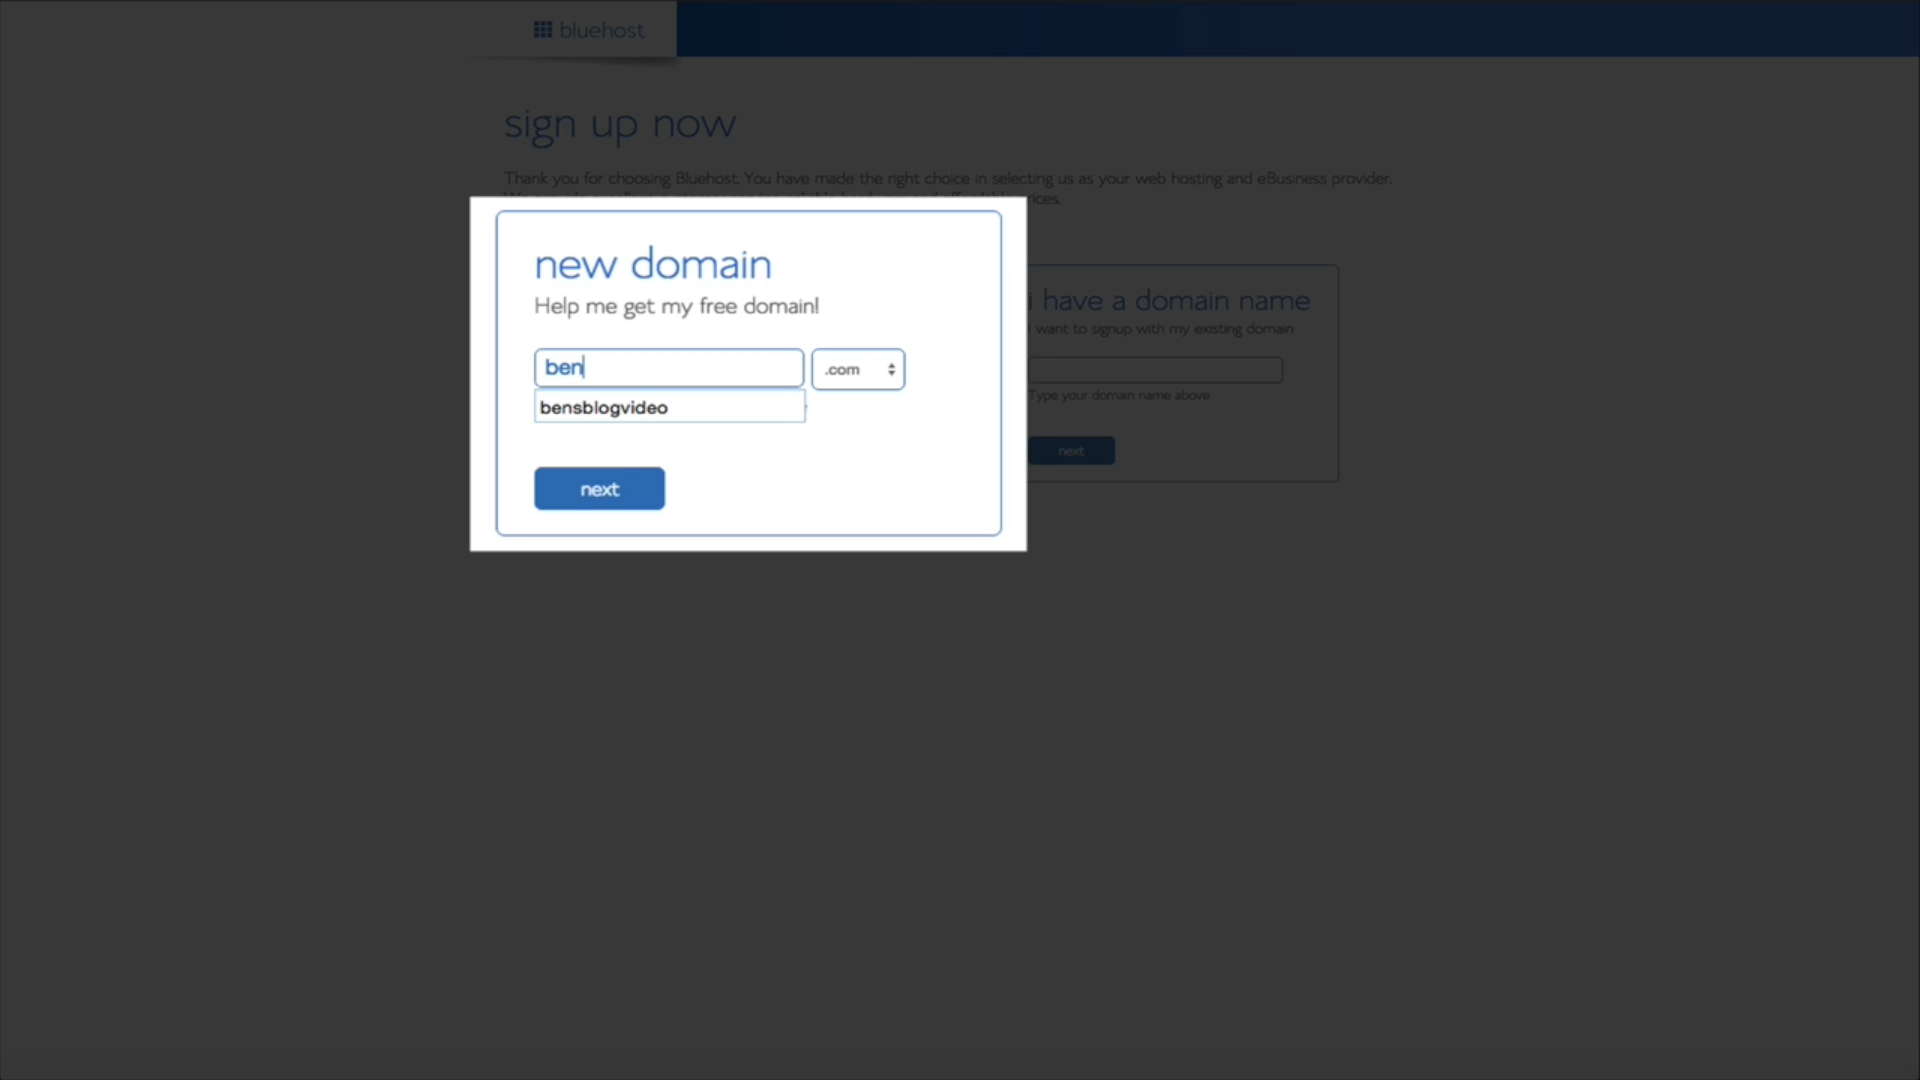 bluehost
sign up now
Thank you for choosing Bluehost. You have made the right choice in selecting us as your web hosting and eBusiness provider.
rices.
new domain
Help me get my free domain!
ben
.com
bensblogvideo
next
i have a domain name
I want to signup with my existing domain
Type your domain name above
next